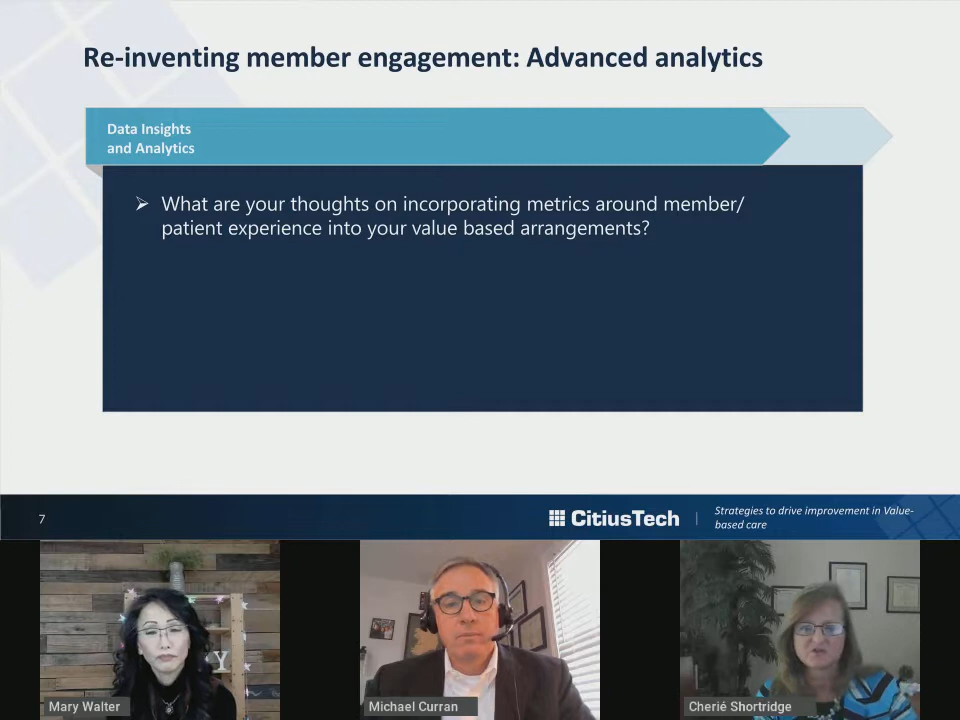 Re-inventing member engagement: Advanced analytics
Data Insights
and Analytics
➢ What are your thoughts on incorporating metrics around member/
patient experience into your value based arrangements?
7
CitiusTech
Strategies to drive improvement in Value-
based care
Y
Mary Walter
Michael Curran
Cherié Shortridge